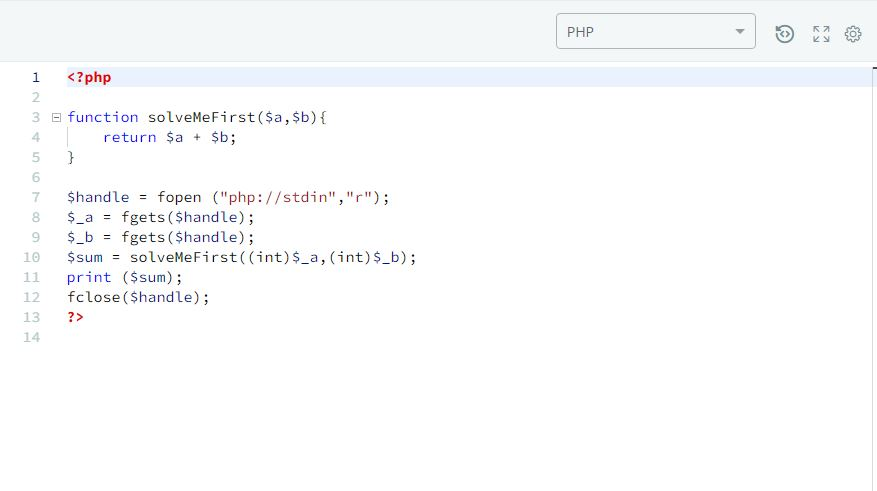 PHP
1 <?php
2
3 function solveMeFirst($a,$b){
4     return $a + $b;
5 }
6
7 $handle = fopen ("php://stdin","r");
8 $_a = fgets($handle);
9 $_b = fgets($handle);
10 $sum = solveMeFirst((int)$_a,(int)$_b);
11 print ($sum);
12 fclose($handle);
13 ?>
14